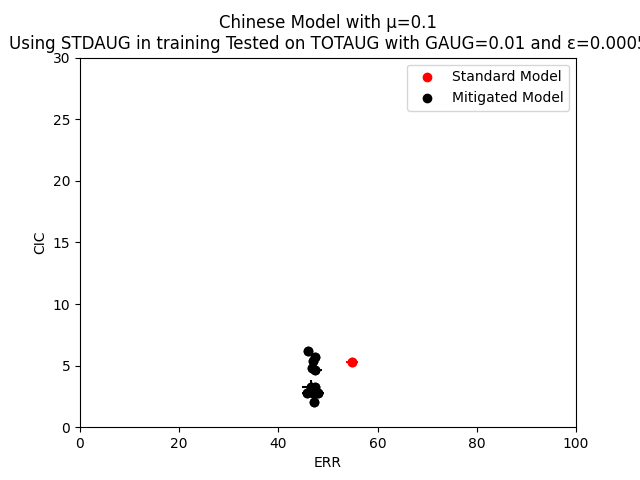 Chinese Model with μ=0.1
Using STDAUG in training Tested on TOTAUG with GAUG=0.01 and ε=0.0005
Standard Model
Mitigated Model
30
25
20
15
10
5
0
CIC
0 20 40 60 80 100
ERR